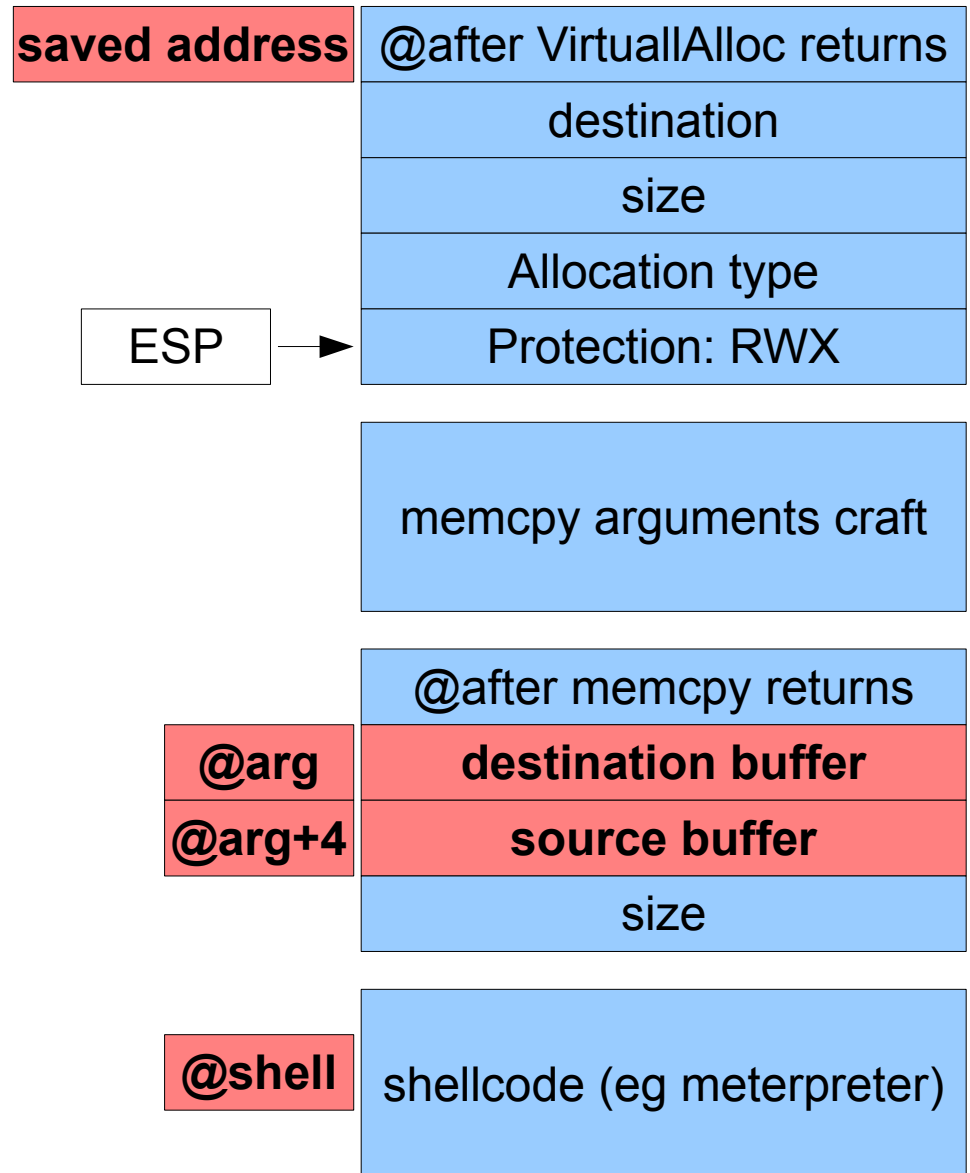 saved address
@after VirtuallAlloc returns
destination
size
Allocation type
ESP
Protection: RWX
memcpy arguments craft
@after memcpy returns
@arg
destination buffer
@arg+4
source buffer
size
@shell
shellcode (eg meterpreter)